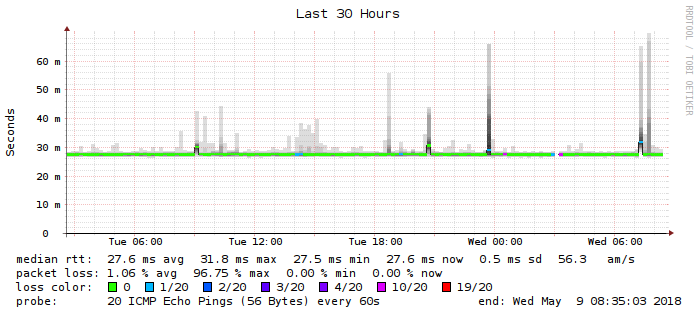 Last 30 Hours
RRDTOOL / TOBI OETIKER
Seconds
60 m
50 m
40 m
30 m
20 m
10 m
0
Tue 06:00 Tue 12:00 Tue 18:00 Wed 00:00 Wed 06:00
median rtt: 27.6 ms avg 31.8 ms max 27.5 ms min 27.6 ms now 0.5 ms sd 56.3 am/s
packet loss: 1.06 % avg 96.75 % max 0.00 % min 0.00 % now
loss color: 0 1/20 2/20 3/20 4/20 10/20 19/20
probe: 20 ICMP Echo Pings (56 Bytes) every 60s end: Wed May 9 08:35:03 2018